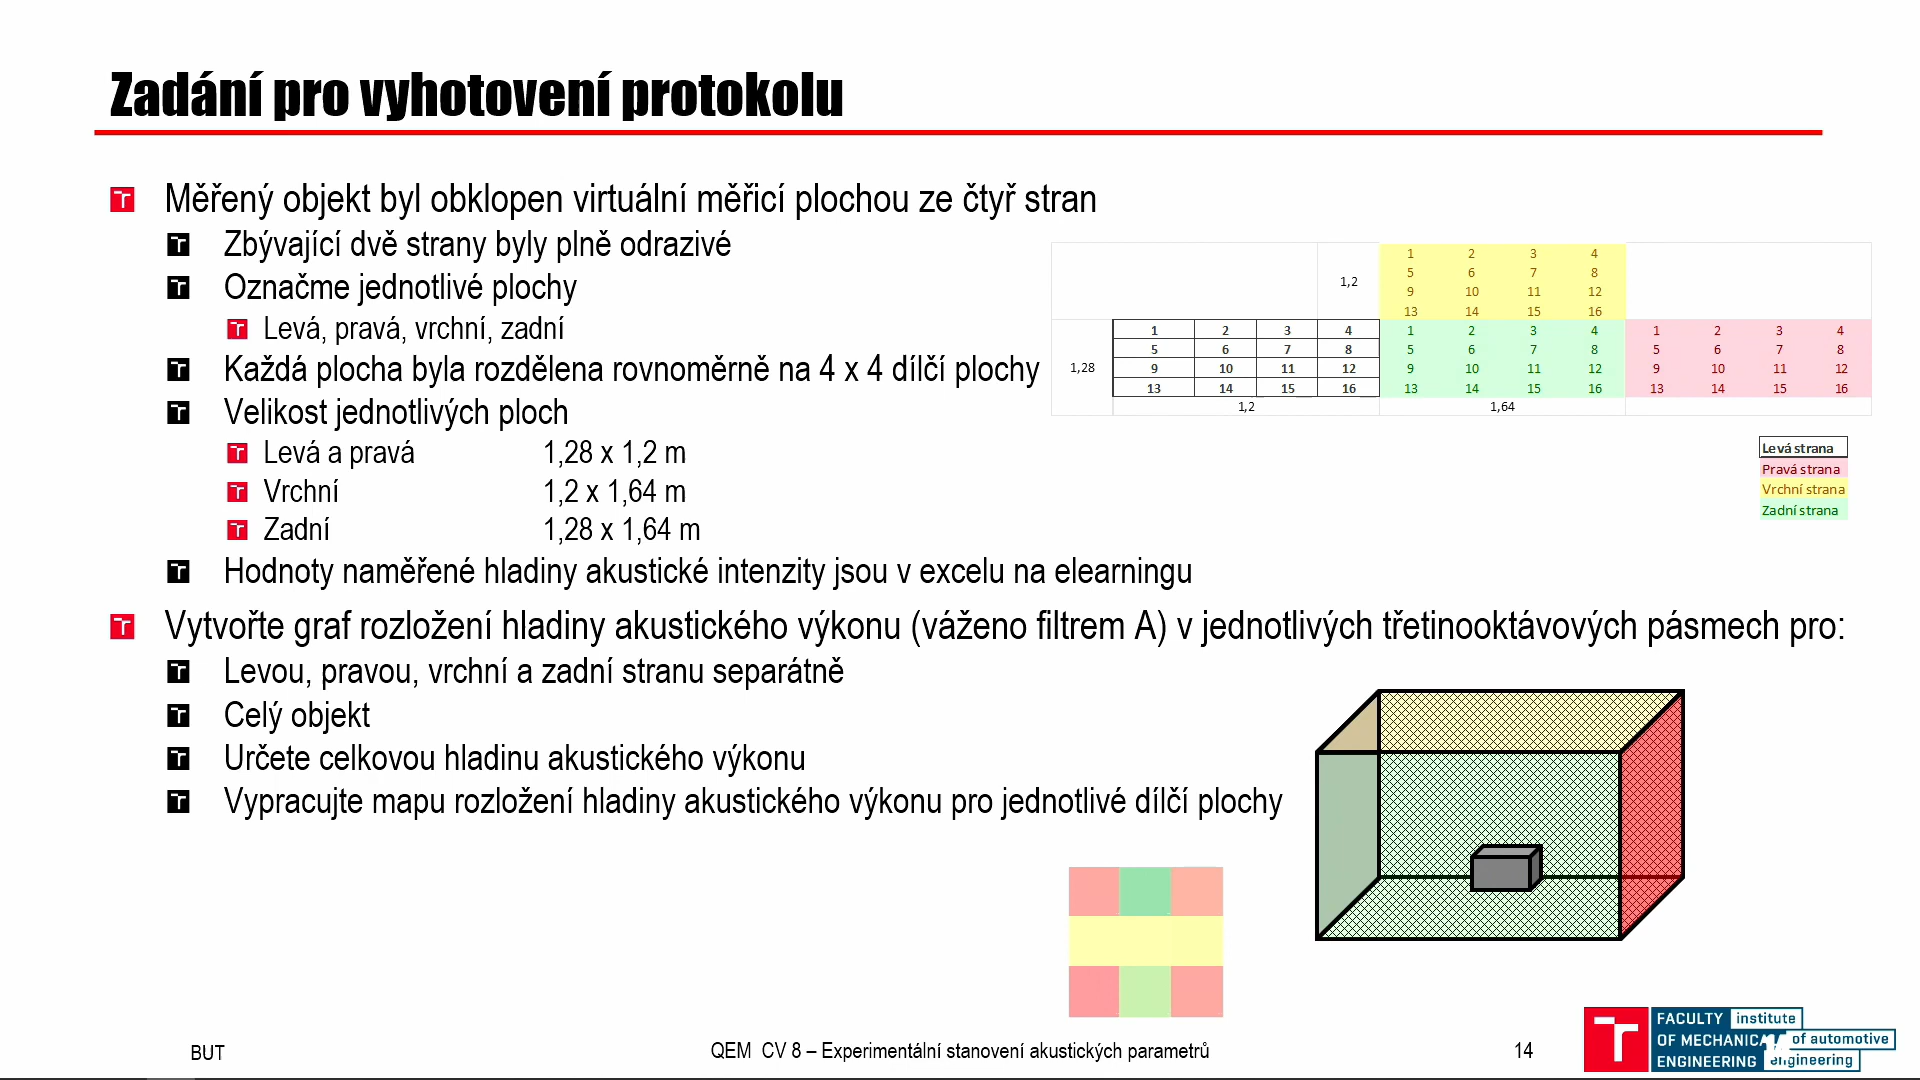 Zadání pro vyhotovení protokolu
Měřený objekt byl obklopen virtuální měřicí plochou ze čtyř stran
Zbývající dvě strany byly plně odrazivé
Označme jednotlivé plochy
Levá, pravá, vrchní, zadní
Každá plocha byla rozdělena rovnoměrně na 4 x 4 dílčí plochy
Velikost jednotlivých ploch
Levá a pravá 1,28 x 1,2 m
Vrchní 1,2 x 1,64 m
Zadní 1,28 x 1,64 m
Hodnoty naměřené hladiny akustické intenzity jsou v excelu na elearningu
Vytvořte graf rozložení hladiny akustického výkonu (váženo filtrem A) v jednotlivých třetinooktávových pásmech pro:
Levou, pravou, vrchní a zadní stranu separátně
Celý objekt
Určete celkovou hladinu akustického výkonu
Vypracujte mapu rozložení hladiny akustického výkonu pro jednotlivé dílčí plochy
1 2 3 4
5 6 7 8
1,2
9 10 11 12
13 14 15 16
1 2 3 4 1 2 3 4 1 2 3 4
5 6 7 8 5 6 7 8 5 6 7 8
1,28
9 10 11 12 9 10 11 12 9 10 11 12
13 14 15 16 13 14 15 16 13 14 15 16
1,2 1,64
Levá strana
Pravá strana
Vrchní strana
Zadní strana
BUT
QEM CV 8 – Experimentální stanovení akustických parametrů
14
FACULTY institute
OF MECHANICAL of automotive
ENGINEERING engineering